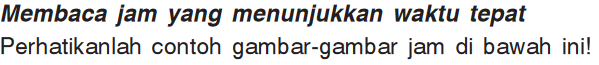 Membaca jam yang menunjukkan waktu tepat
Perhatikanlah contoh gambar-gambar jam di bawah ini!